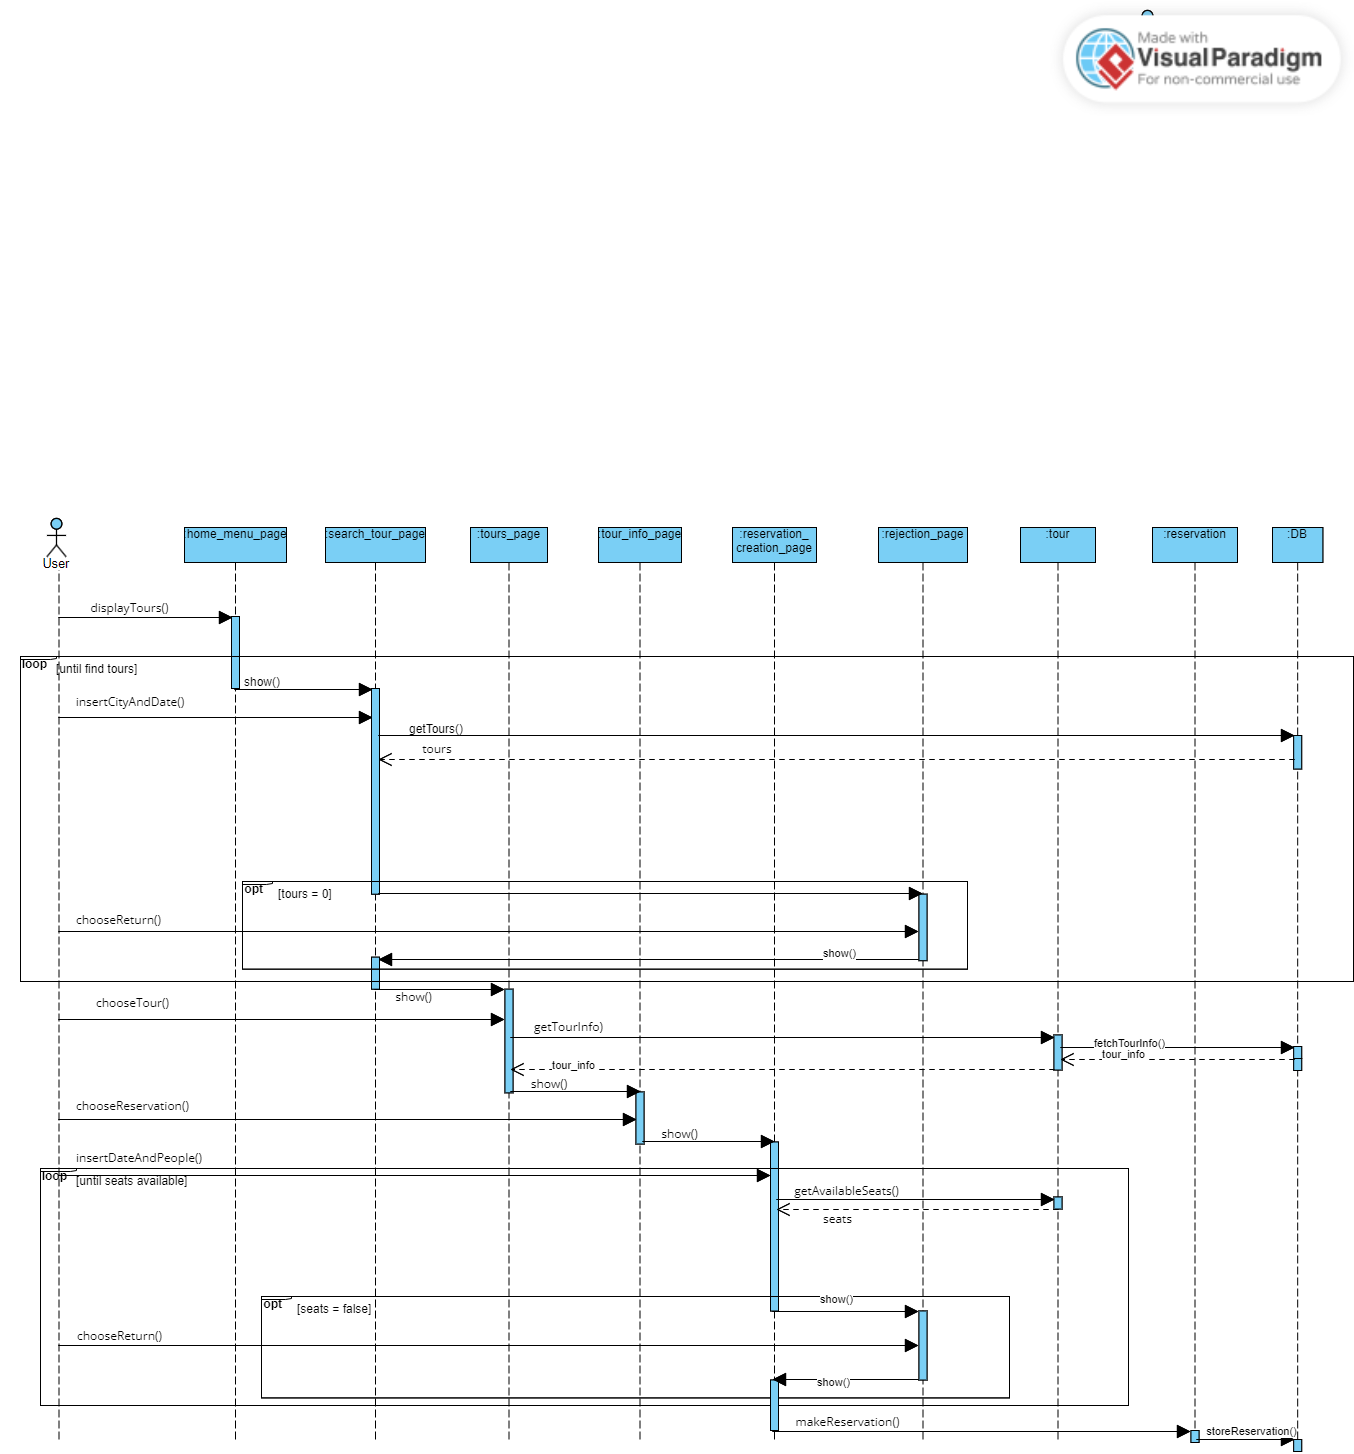 Made with
Visual Paradigm
For non-commercial use
User
:home_menu_page
:search_tour_page
:tours_page
:tour_info_page
:reservation_
creation_page
:rejection_page
:tour
:reservation
:DB
displayTours()
loop
[until find tours]
show()
insertCityAndDate()
getTours()
tours
opt
[tours = 0]
chooseReturn()
show()
show()
chooseTour()
getTourInfo)
fetchTourInfo()
tour_info
tour_info
show()
chooseReservation()
show()
insertDateAndPeople()
loop
[until seats available]
getAvailableSeats()
seats
show()
opt
[seats = false]
chooseReturn()
show()
makeReservation()
storeReservation()